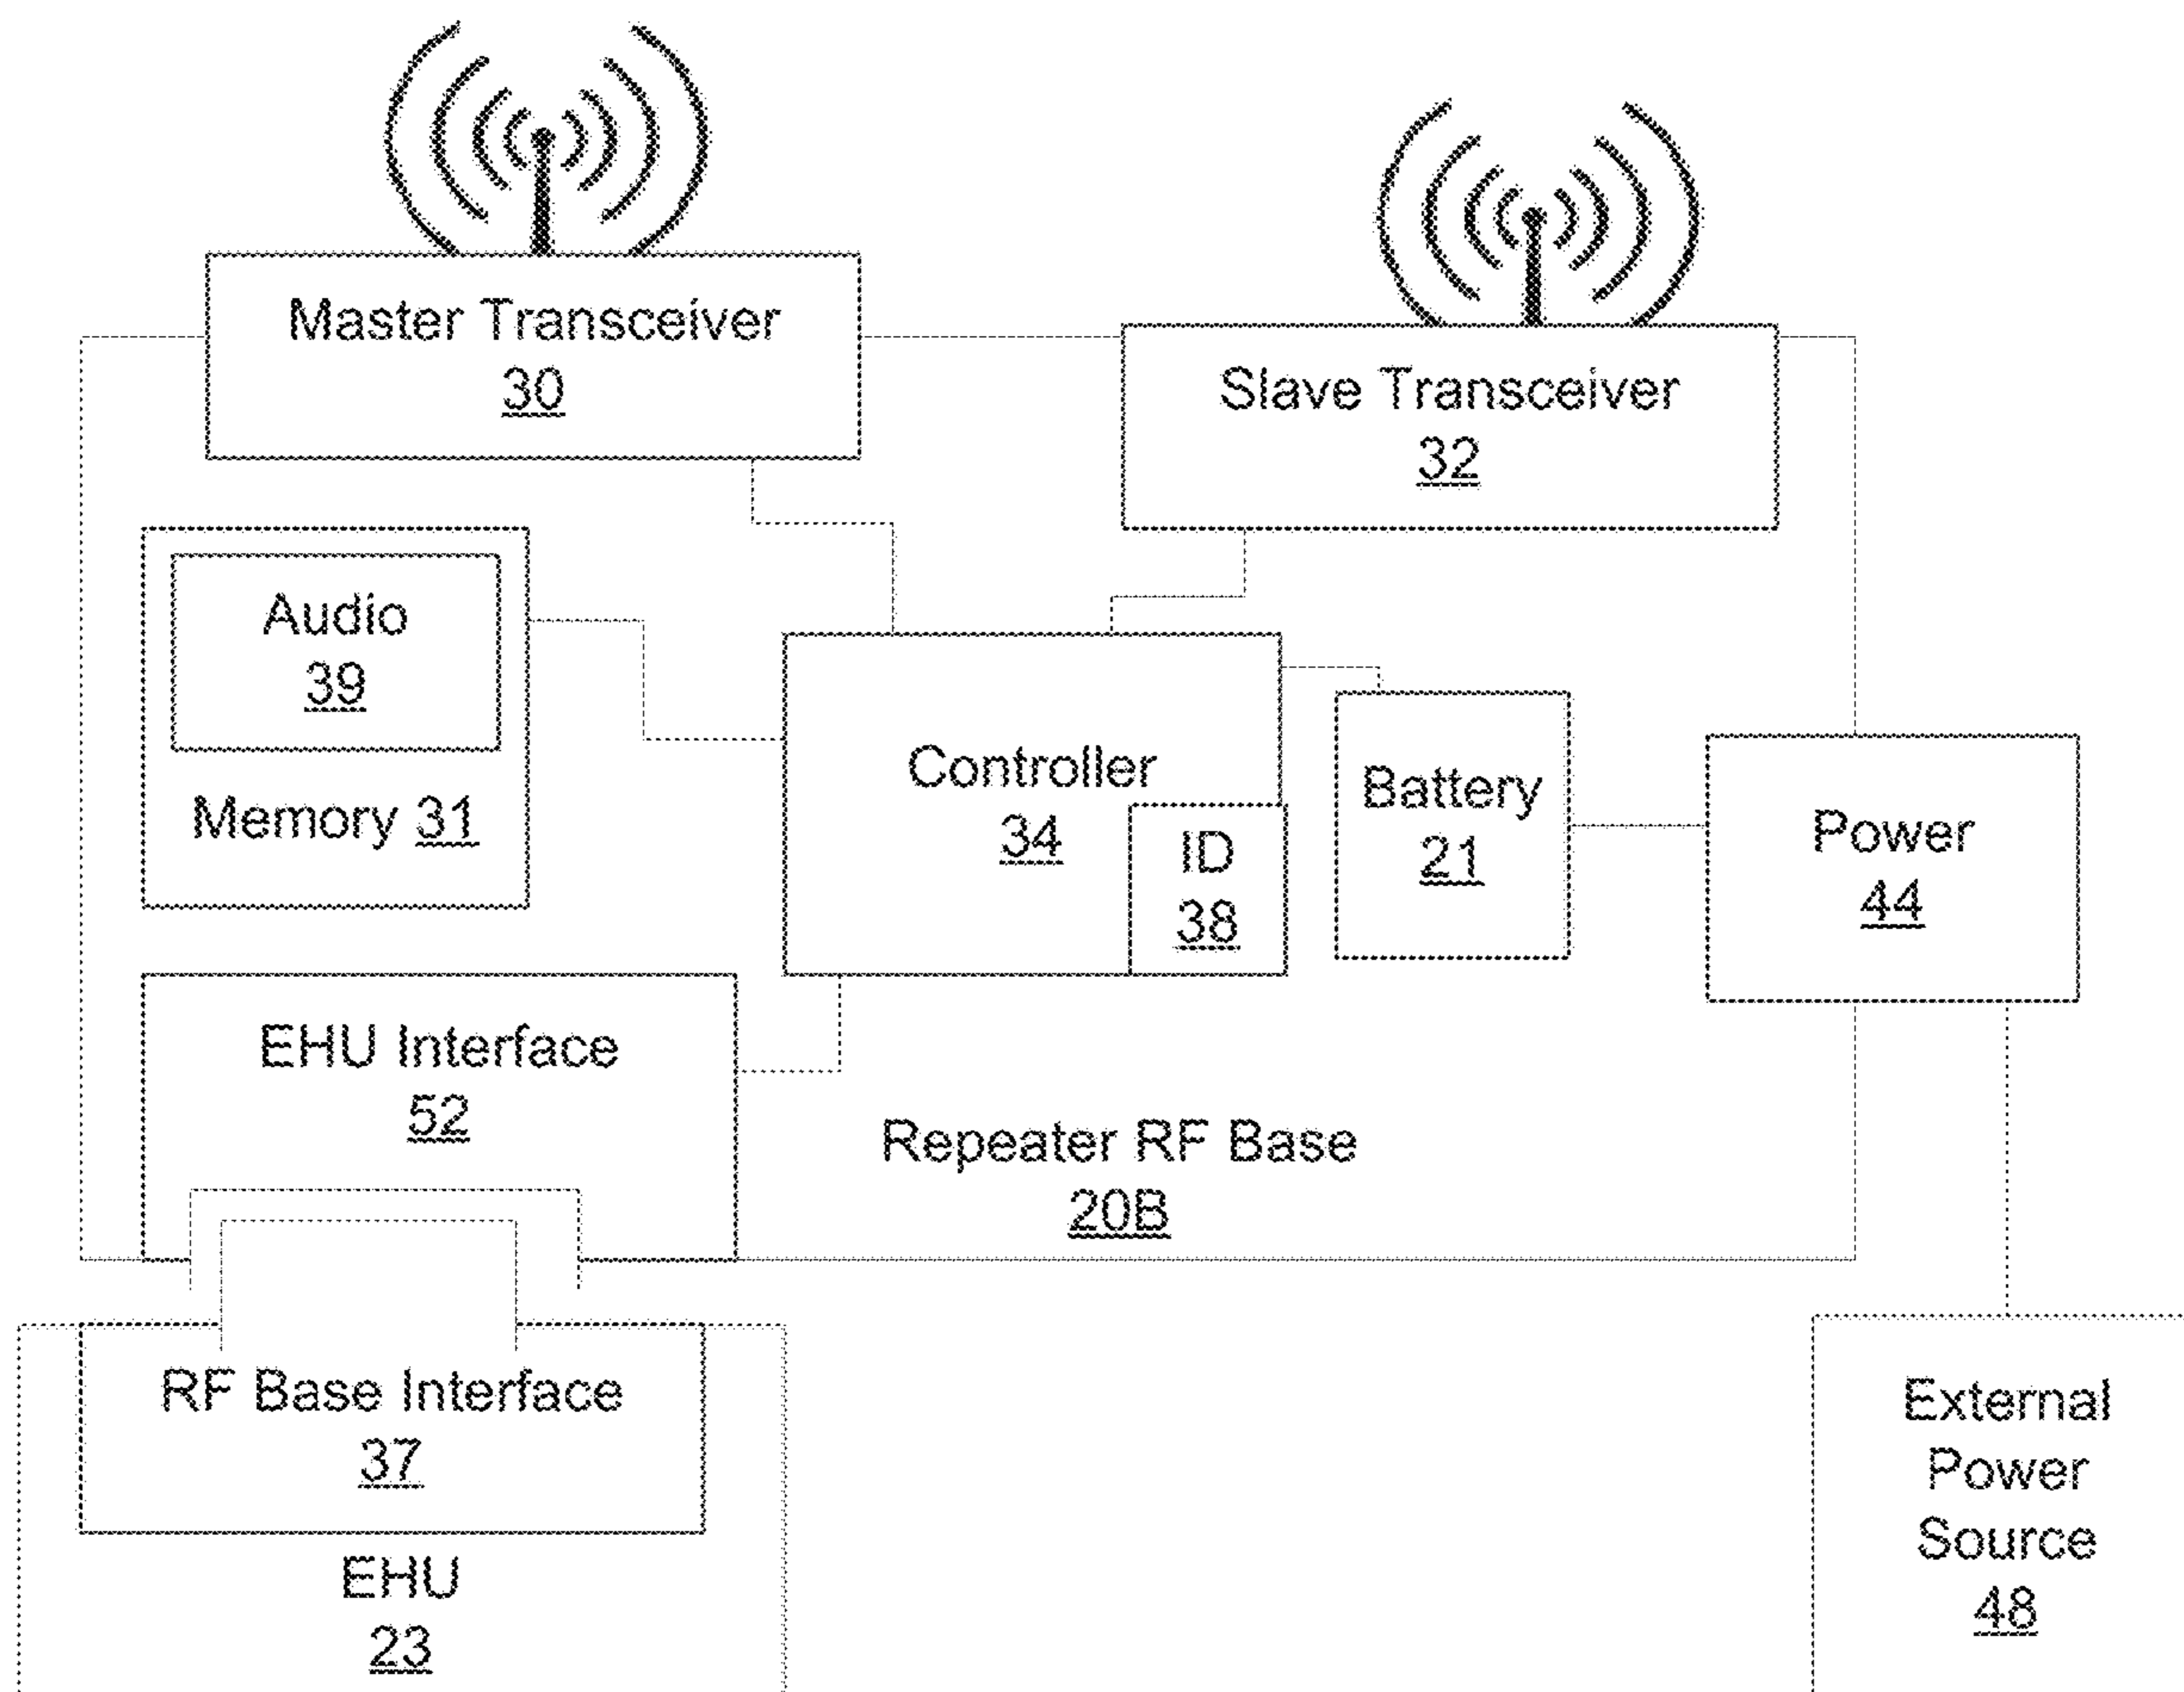 Master Transceiver
30
Slave Transceiver
32
Audio
39
Memory 31
Controller
34
ID
38
Battery
21
Power
44
EHU Interface
52
Repeater RF Base
20B
RF Base Interface
37
EHU
23
External
Power
Source
48